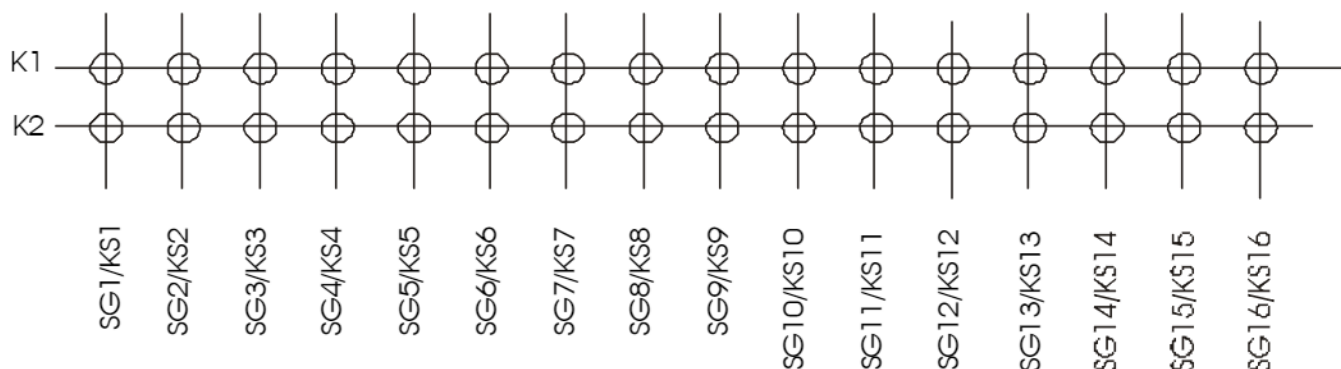 K1
K2
SG1/KS1
SG2/KS2
SG3/KS3
SG4/KS4
SG5/KS5
SG6/KS6
SG7/KS7
SG8/KS8
SG9/KS9
SG10/KS10
SG11/KS11
SG12/KS12
SG13/KS13
SG14/KS14
SG15/KS15
SG16/KS16